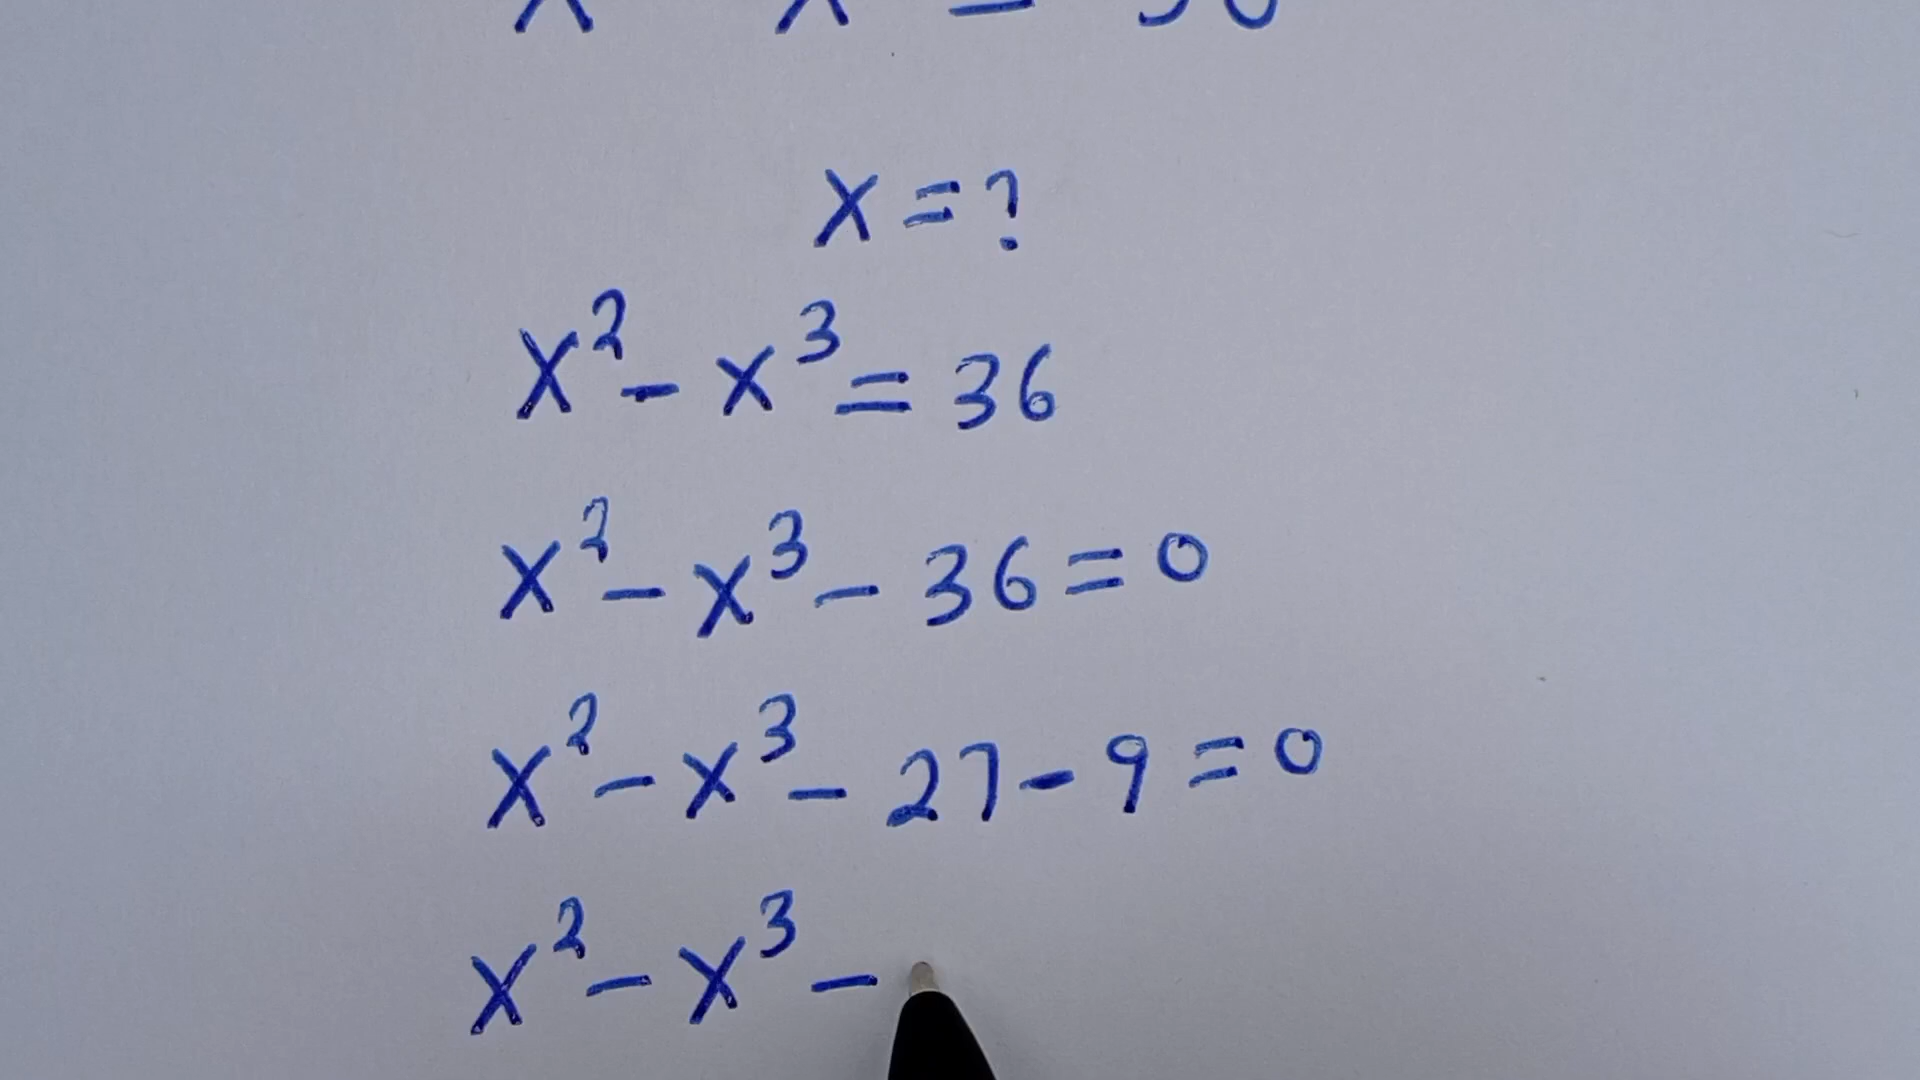 x = ?
x² - x³ = 36
x² - x³ - 36 = 0
x² - x³ - 27 - 9 = 0
x² - x³ -